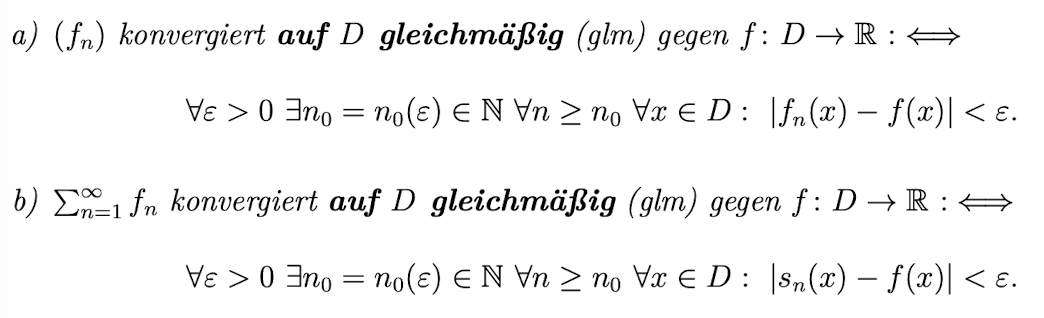 a) (fₙ) konvergiert auf D gleichmäßig (glm) gegen f: D → ℝ :⟺
∀ε > 0 ∃n₀ = n₀(ε) ∈ ℕ ∀n ≥ n₀ ∀x ∈ D : |fₙ(x) − f(x)| < ε.
b) ∑ₙ₌₁^∞ fₙ konvergiert auf D gleichmäßig (glm) gegen f: D → ℝ :⟺
∀ε > 0 ∃n₀ = n₀(ε) ∈ ℕ ∀n ≥ n₀ ∀x ∈ D : |sₙ(x) − f(x)| < ε.